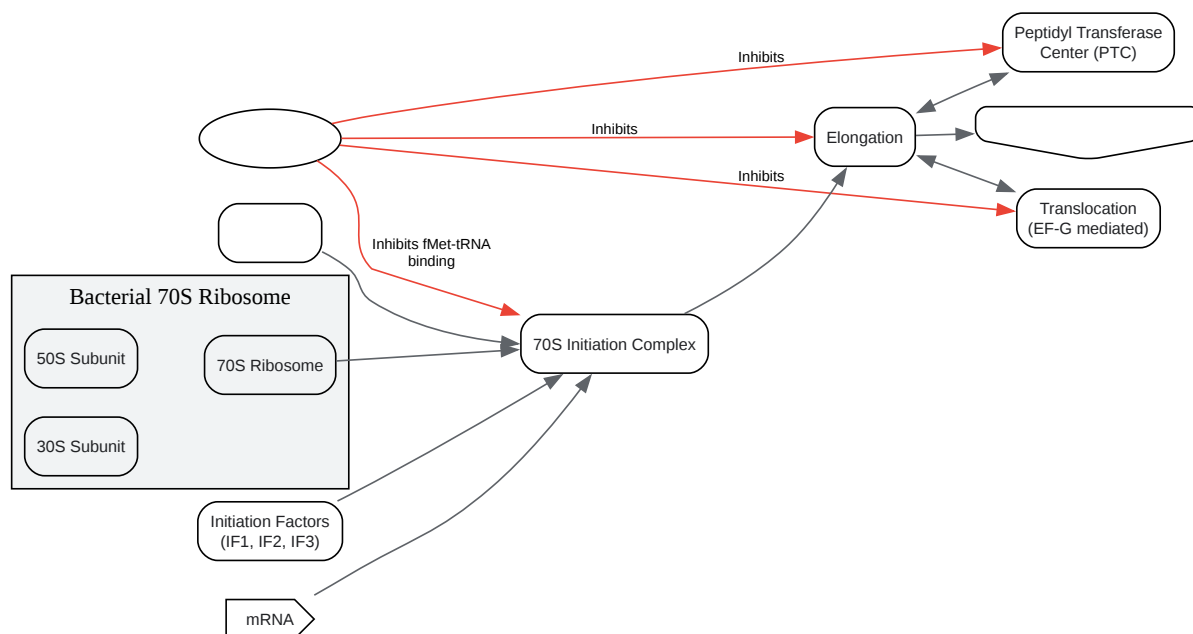 Peptidyl Transferase
Center (PTC)
Inhibits
Inhibits
Elongation
Inhibits
Translocation
(EF-G mediated)
Inhibits fMet-tRNA
binding
Bacterial 70S Ribosome
50S Subunit
70S Ribosome
70S Initiation Complex
30S Subunit
Initiation Factors
(IF1, IF2, IF3)
mRNA